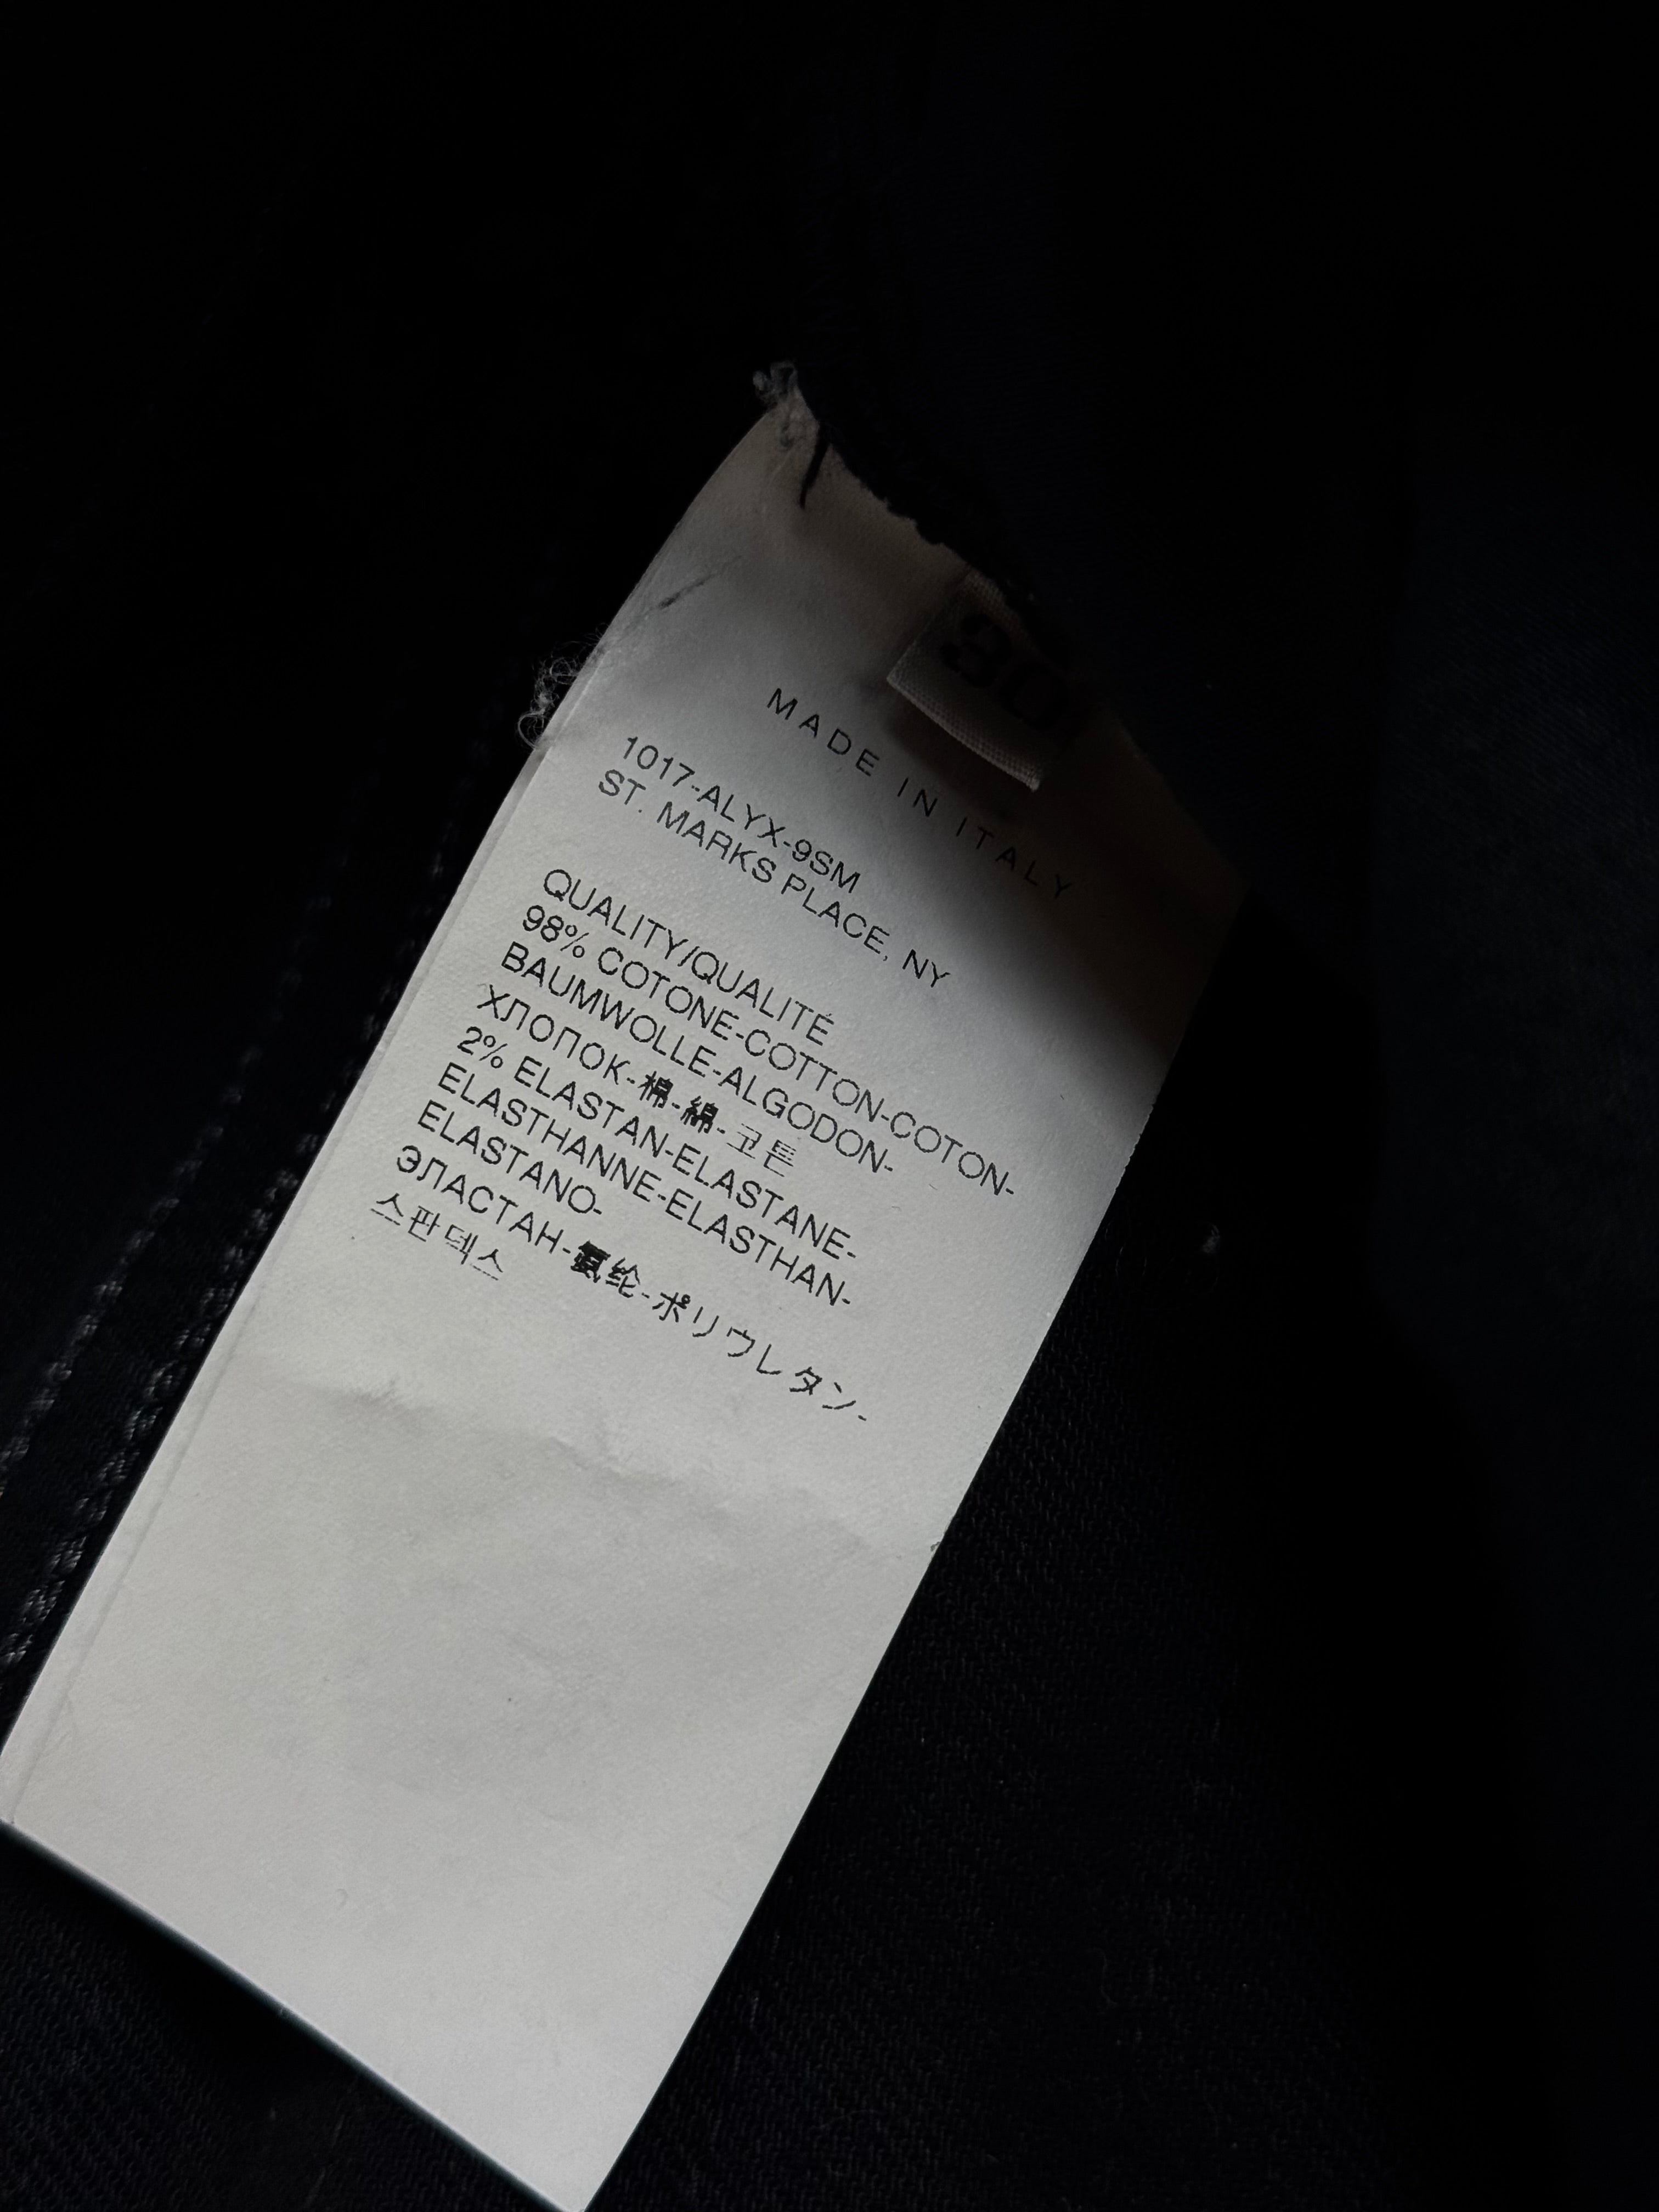 30
MADE IN ITALY
1017-ALYX-9SM
ST. MARKS PLACE, NY
QUALITY/QUALITÉ
98% COTONE-COTTON-COTON-
BAUMWOLLE-ALGODON-
ХЛОПОК-棉-綿-코튼
2% ELASTAN-ELASTANE-
ELASTHANNE-ELASTHAN-
ELASTANO-
ЭЛАСТАН-氨纶-ポリウレタン-
스판덱스